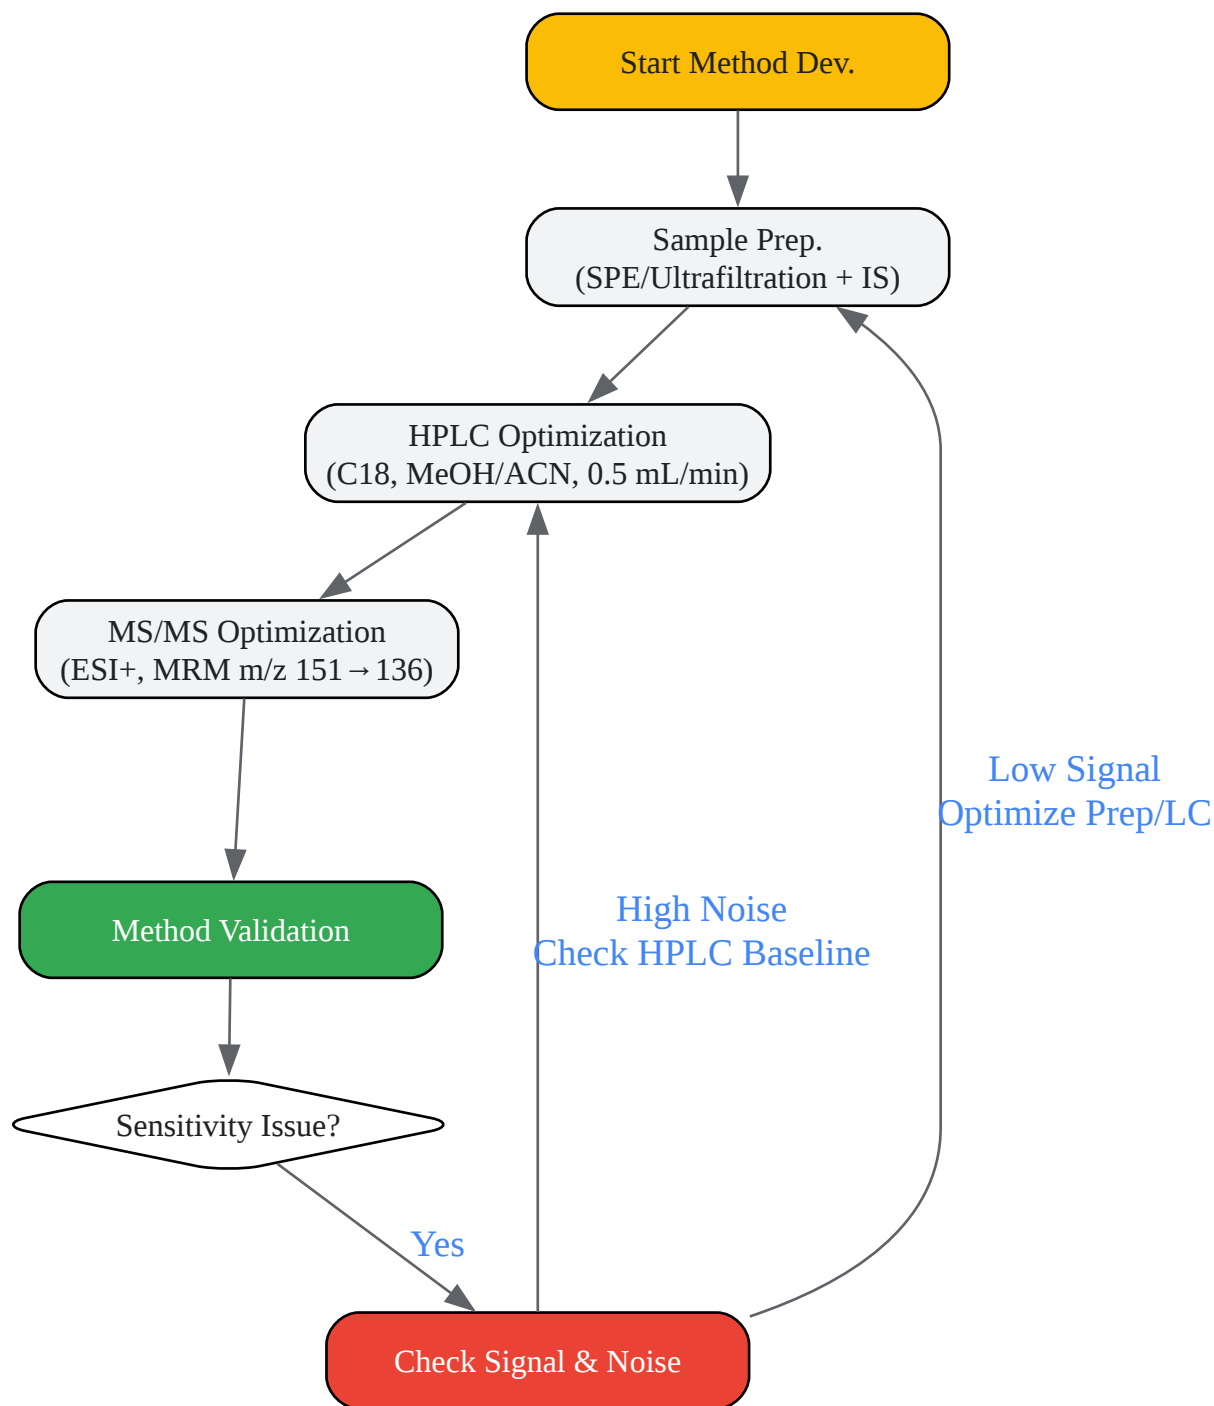 Start Method Dev.
Sample Prep.
(SPE/Ultrafiltration + IS)
HPLC Optimization
(C18, MeOH/ACN, 0.5 mL/min)
MS/MS Optimization
(ESI+, MRM m/z 151→136)
Low Signal
Optimize Prep/LC
High Noise
Check HPLC Baseline
Method Validation
Sensitivity Issue?
Yes
Check Signal & Noise